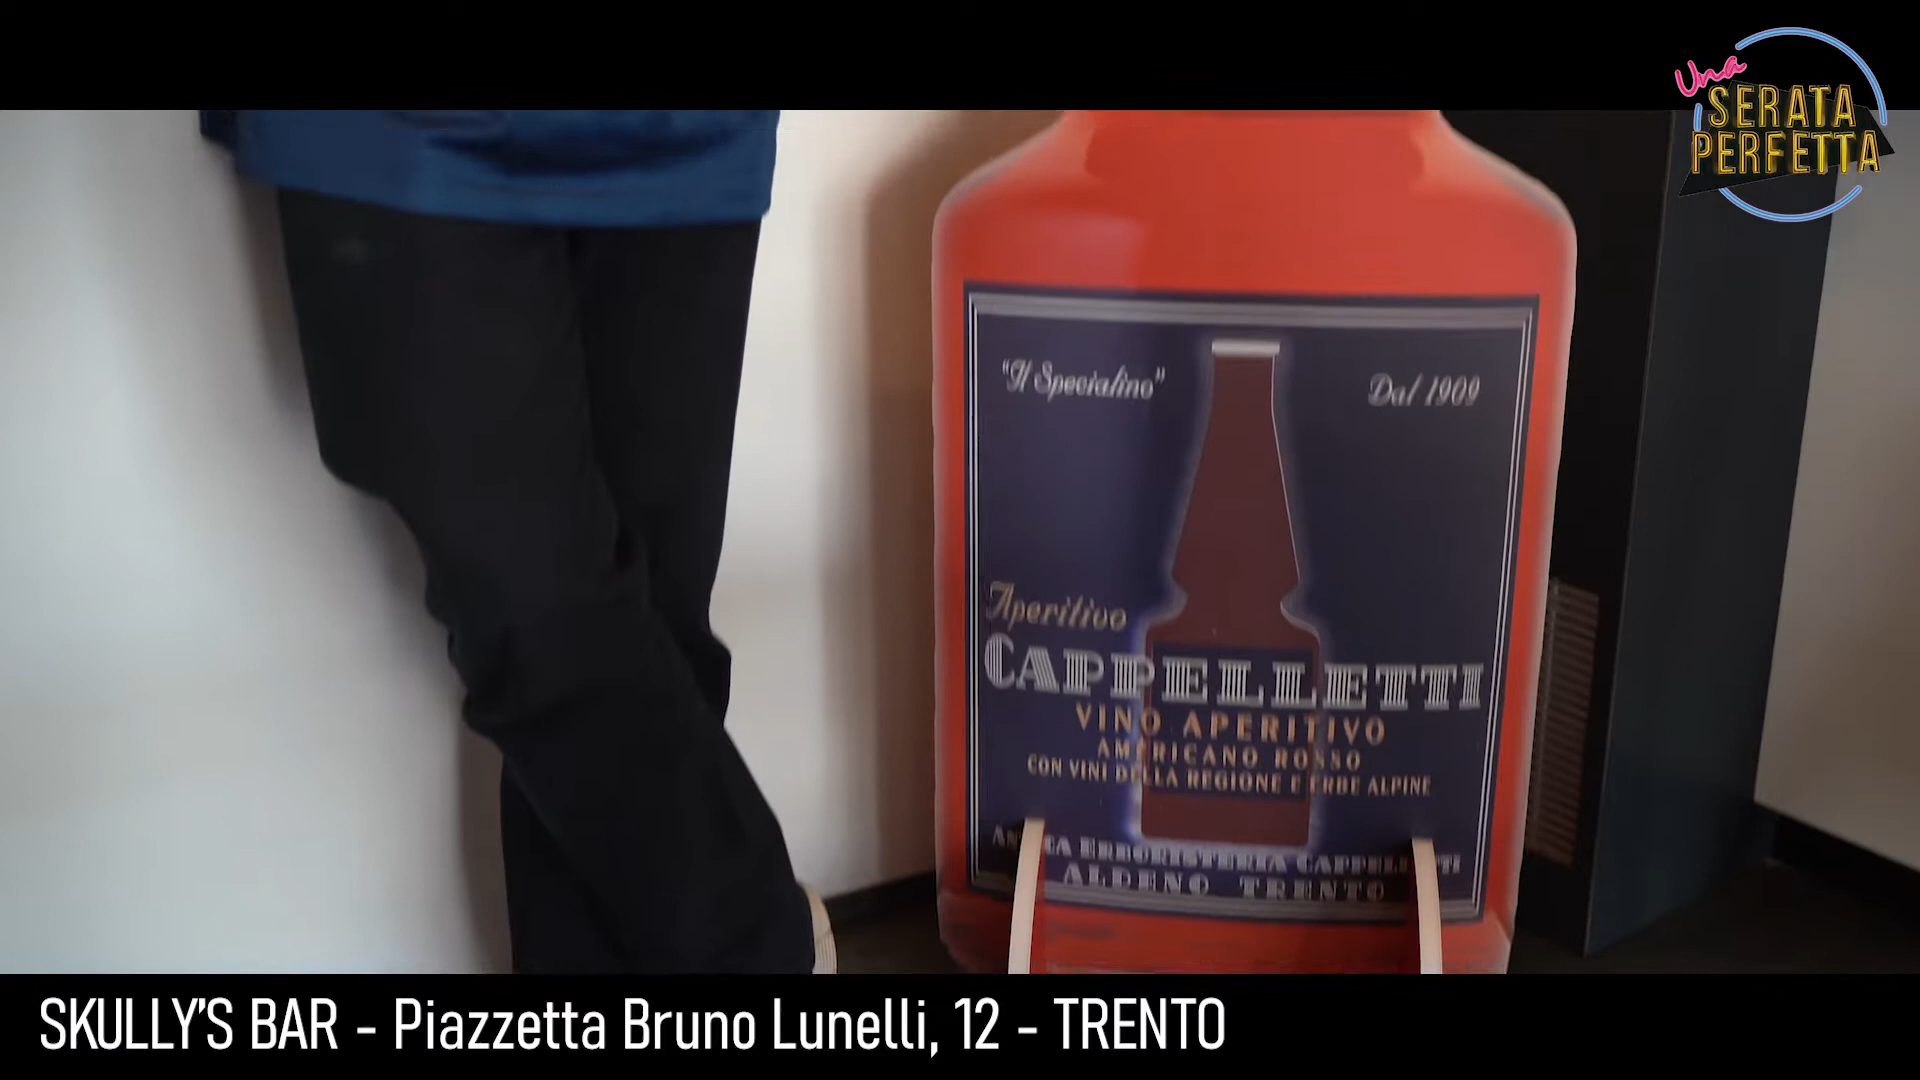 Una
SERATA
PERFETTA
"Il Specialino"
Dal 1909
Aperitivo
CAPPELLETTI
VINO APERITIVO
AMERICANO ROSSO
CON VINI DELLA REGIONE E ERBE ALPINE
ANTICA ERBORISTERIA CAPPELLETTI
ALDENO TRENTO
SKULLY'S BAR - Piazzetta Bruno Lunelli, 12 - TRENTO